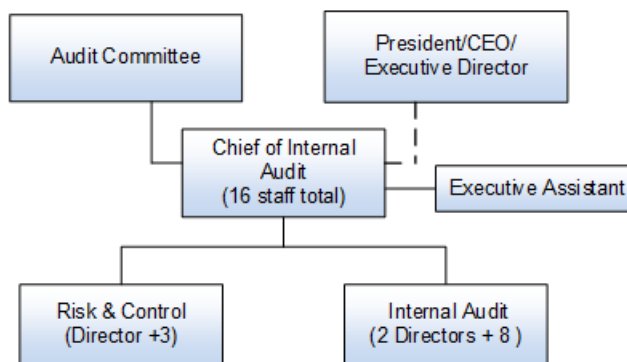 Audit Committee
President/CEO/
Executive Director
Chief of Internal
Audit
(16 staff total)
Executive Assistant
Risk & Control
(Director +3)
Internal Audit
(2 Directors + 8 )